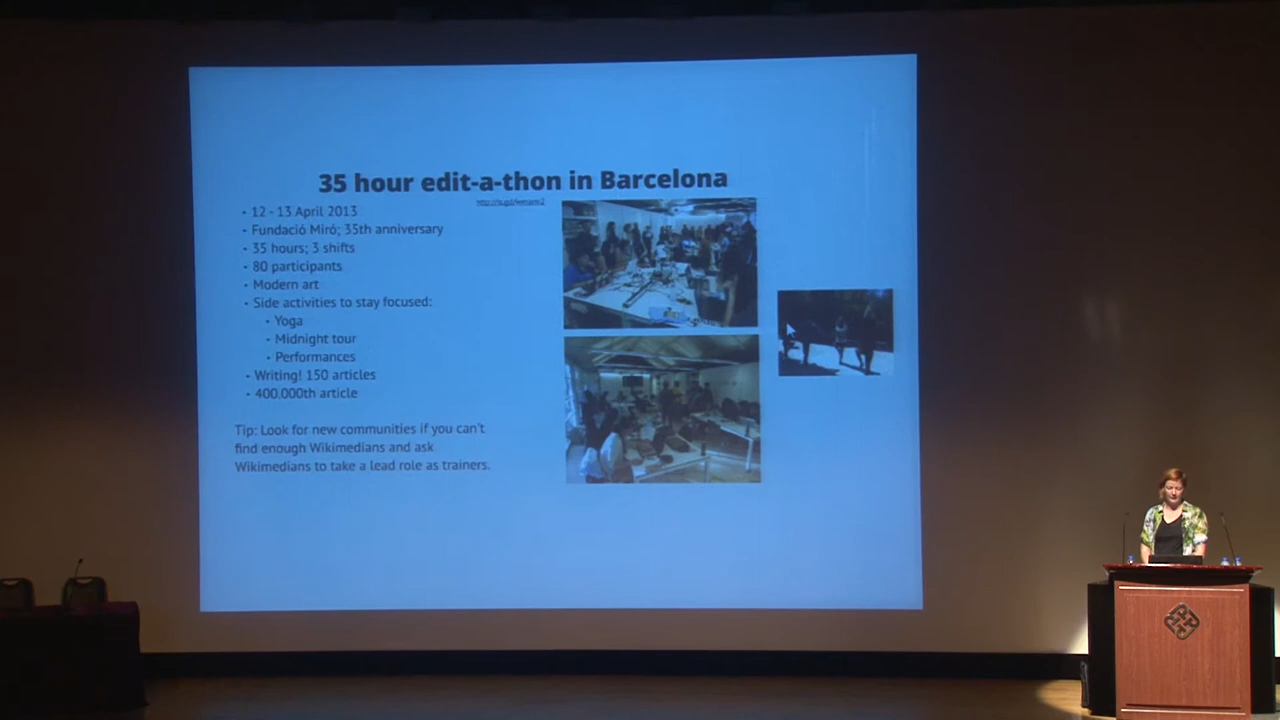 35 hour edit-a-thon in Barcelona
• 12 - 13 April 2013
• Fundació Miró; 35th anniversary
• 35 hours; 3 shifts
• 80 participants
• Modern art
• Side activities to stay focused:
• Yoga
• Midnight tour
• Performances
• Writing! 150 articles
• 400.000th article
Tip: Look for new communities if you can't
find enough Wikimedians and ask
Wikimedians to take a lead role as trainers.